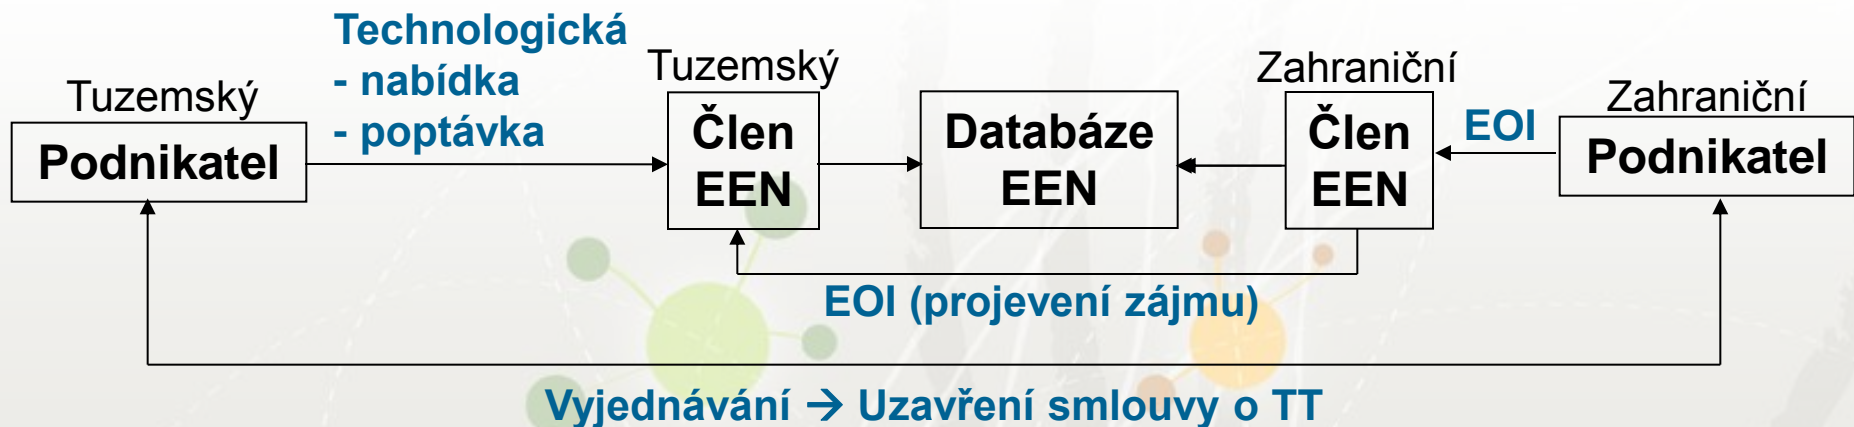 Technologická
- nabídka
- poptávka
Tuzemský
Podnikatel
Tuzemský
Člen
EEN
Databáze
EEN
Zahraniční
Člen
EEN
EOI
Zahraniční
Podnikatel
EOI (projevení zájmu)
Vyjednávání → Uzavření smlouvy o TT